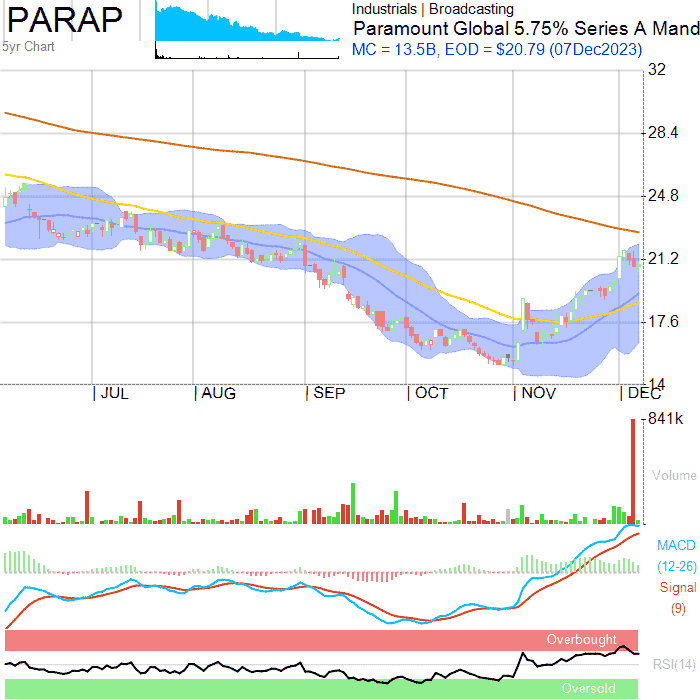 PARAP
5yr Chart
Industrials | Broadcasting
Paramount Global 5.75% Series A Mand
MC = 13.5B, EOD = $20.79 (07Dec2023)
32
28.4
24.8
21.2
17.6
14
JUL AUG SEP OCT NOV DEC
841k
Volume
MACD
(12-26)
Signal
(9)
Overbought
RSI(14)
Oversold